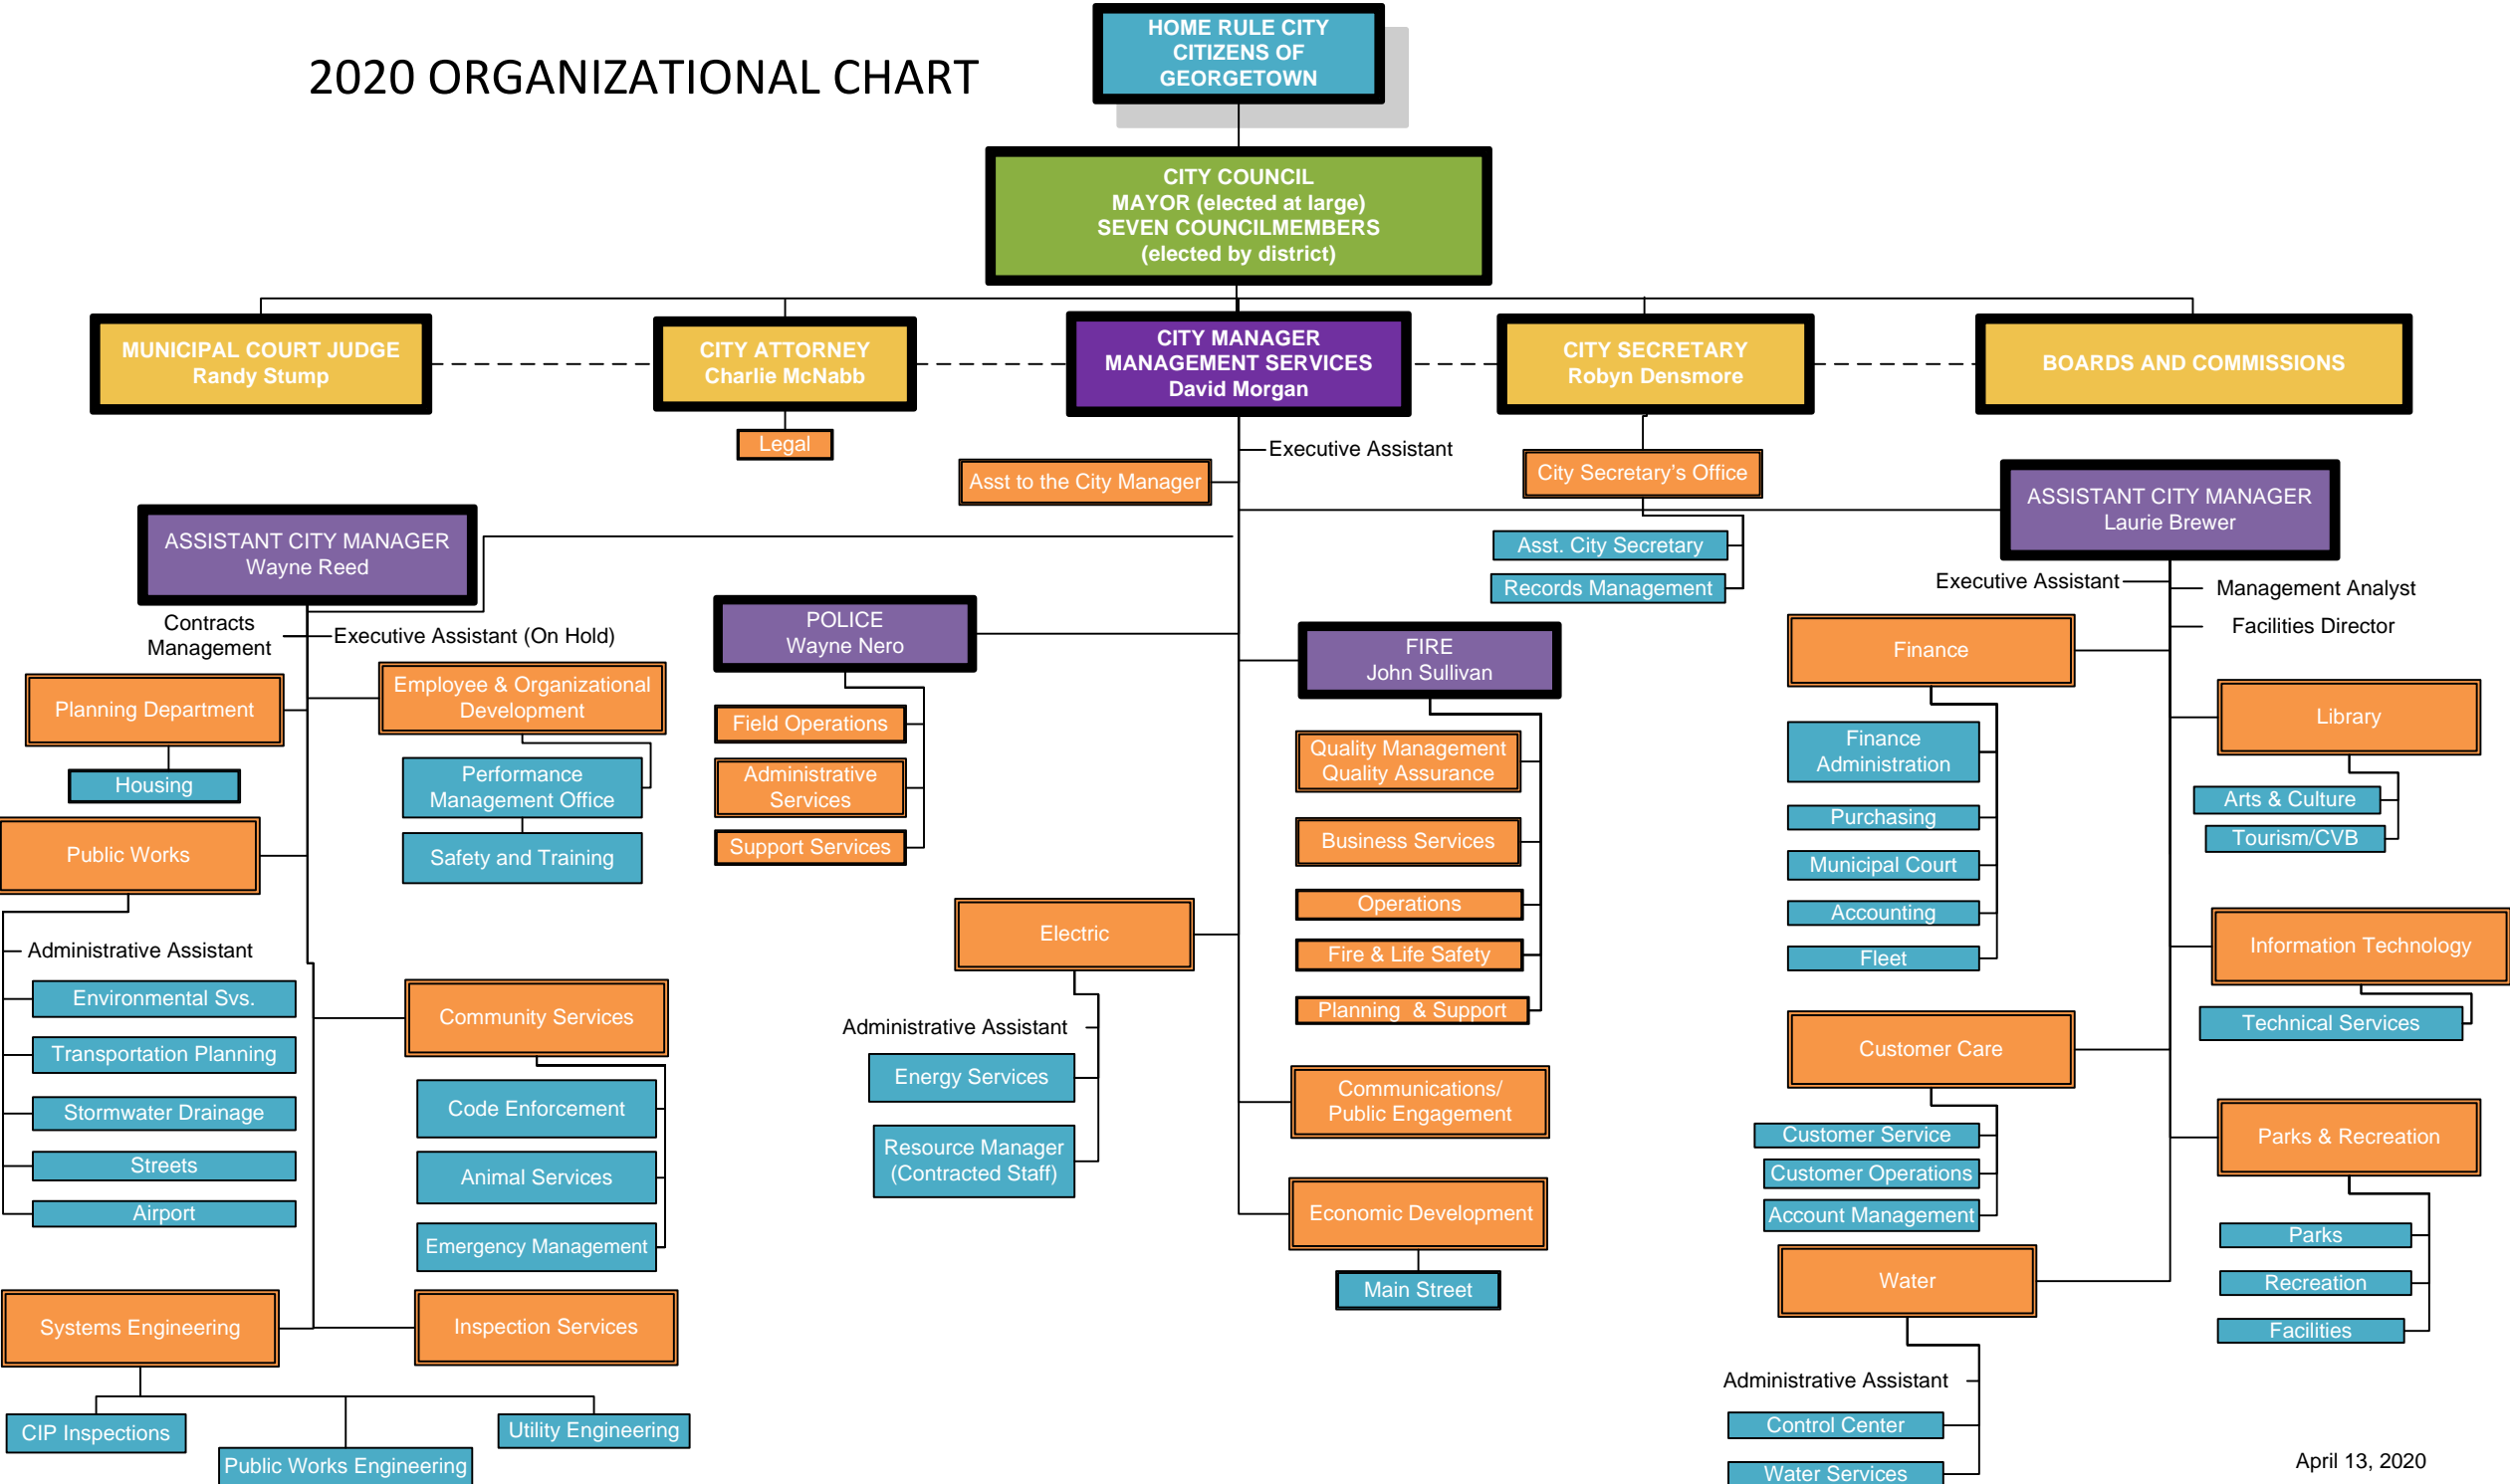 2020 ORGANIZATIONAL CHART
HOME RULE CITY
CITIZENS OF
GEORGETOWN
CITY COUNCIL
MAYOR (elected at large)
SEVEN COUNCILMEMBERS
(elected by district)
MUNICIPAL COURT JUDGE
Randy Stump
CITY ATTORNEY
Charlie McNabb
CITY MANAGER
MANAGEMENT SERVICES
David Morgan
CITY SECRETARY
Robyn Densmore
BOARDS AND COMMISSIONS
Legal
Executive Assistant
Asst to the City Manager
City Secretary's Office
Asst. City Secretary
Records Management
ASSISTANT CITY MANAGER
Wayne Reed
Contracts
Management
Executive Assistant (On Hold)
Planning Department
Housing
Employee & Organizational
Development
Performance
Management Office
Safety and Training
Public Works
Administrative Assistant
Environmental Svs.
Transportation Planning
Stormwater Drainage
Streets
Airport
Community Services
Code Enforcement
Animal Services
Emergency Management
Systems Engineering
Inspection Services
CIP Inspections
Public Works Engineering
Utility Engineering
POLICE
Wayne Nero
Field Operations
Administrative
Services
Support Services
FIRE
John Sullivan
Quality Management
Quality Assurance
Business Services
Operations
Fire & Life Safety
Planning  & Support
Electric
Administrative Assistant
Energy Services
Resource Manager
(Contracted Staff)
Communications/
Public Engagement
Economic Development
Main Street
ASSISTANT CITY MANAGER
Laurie Brewer
Executive Assistant
Management Analyst
Facilities Director
Finance
Finance
Administration
Purchasing
Municipal Court
Accounting
Fleet
Library
Arts & Culture
Tourism/CVB
Information Technology
Technical Services
Customer Care
Customer Service
Customer Operations
Account Management
Parks & Recreation
Parks
Recreation
Facilities
Water
Administrative Assistant
Control Center
Water Services
April 13, 2020